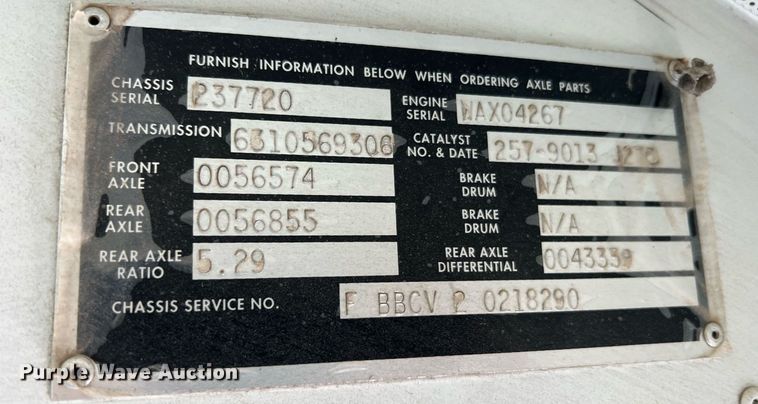 FURNISH INFORMATION BELOW WHEN ORDERING AXLE PARTS
CHASSIS SERIAL 237720 ENGINE SERIAL WAX04267
TRANSMISSION 6310569306 CATALYST NO. & DATE 257-9013
FRONT AXLE 0056574 BRAKE DRUM N/A
REAR AXLE 0056855 BRAKE DRUM N/A
REAR AXLE RATIO 5.29 REAR AXLE DIFFERENTIAL 0043339
CHASSIS SERVICE NO. F BBCV 2 0218290
Purple Wave Auction